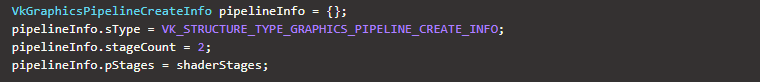 VkGraphicsPipelineCreateInfo pipelineInfo = {};
pipelineInfo.sType = VK_STRUCTURE_TYPE_GRAPHICS_PIPELINE_CREATE_INFO;
pipelineInfo.stageCount = 2;
pipelineInfo.pStages = shaderStages;